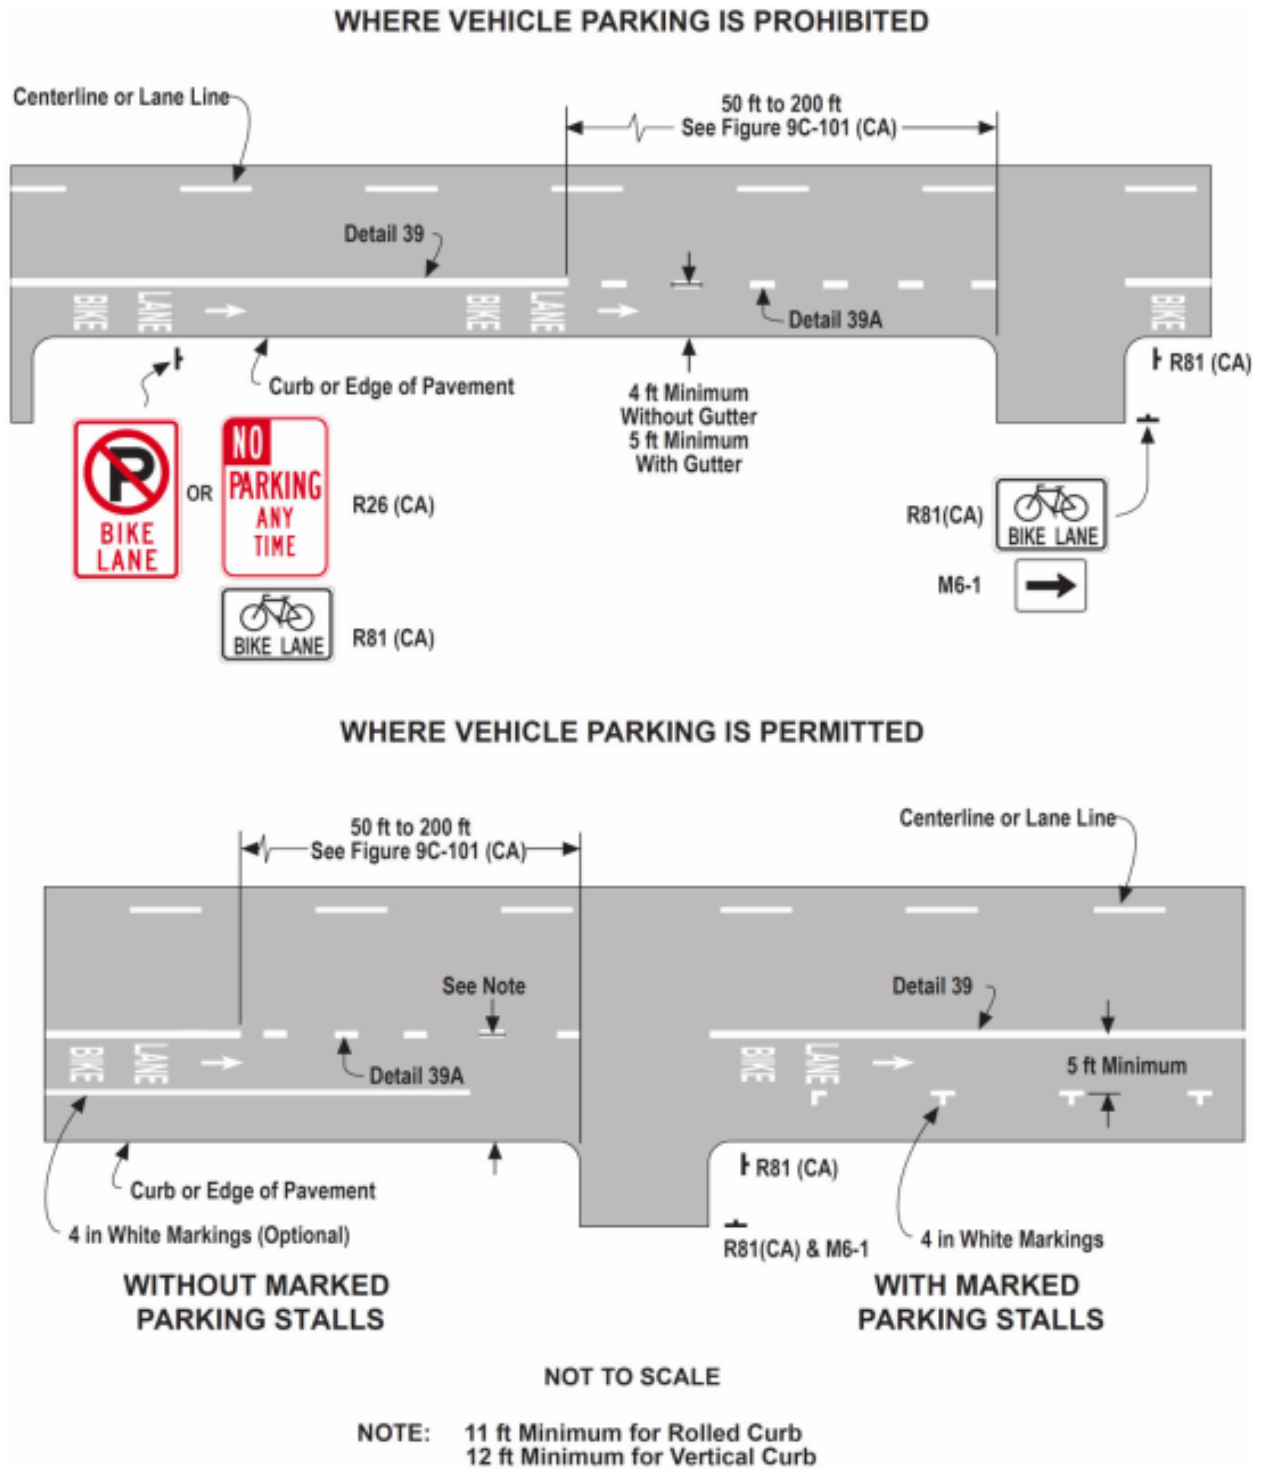 WHERE VEHICLE PARKING IS PROHIBITED
Centerline or Lane Line
50 ft to 200 ft
See Figure 9C-101 (CA)
Detail 39
BIKE
LANE
BIKE
LANE
Detail 39A
BIKE
Curb or Edge of Pavement
4 ft Minimum
Without Gutter
5 ft Minimum
With Gutter
R81 (CA)
P
BIKE
LANE
OR
NO
PARKING
ANY
TIME
R26 (CA)
BIKE LANE
R81 (CA)
R81(CA)
BIKE LANE
M6-1
WHERE VEHICLE PARKING IS PERMITTED
50 ft to 200 ft
See Figure 9C-101 (CA)
Centerline or Lane Line
See Note
Detail 39
BIKE
LANE
Detail 39A
BIKE
LANE
5 ft Minimum
Curb or Edge of Pavement
4 in White Markings (Optional)
R81 (CA)
R81(CA) & M6-1
4 in White Markings
WITHOUT MARKED
PARKING STALLS
WITH MARKED
PARKING STALLS
NOT TO SCALE
NOTE: 11 ft Minimum for Rolled Curb
12 ft Minimum for Vertical Curb